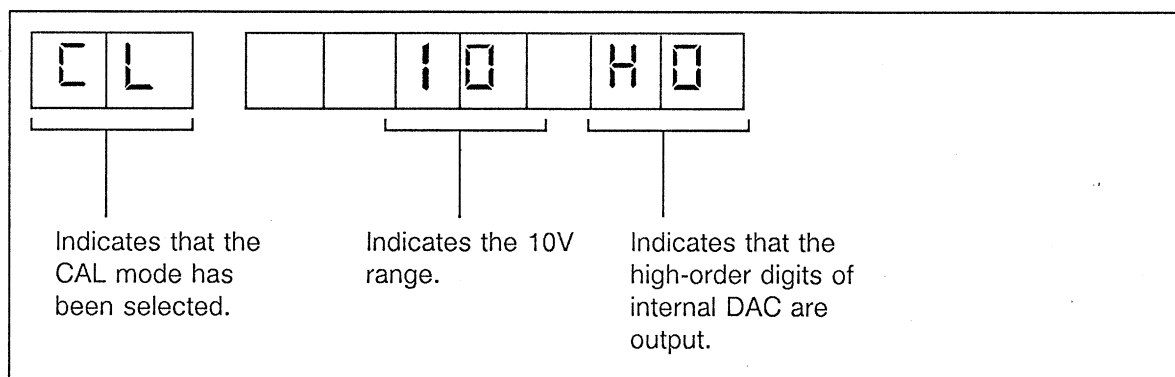 CL 10 H0
Indicates that the
CAL mode has
been selected.
Indicates the 10V
range.
Indicates that the
high-order digits of
internal DAC are
output.